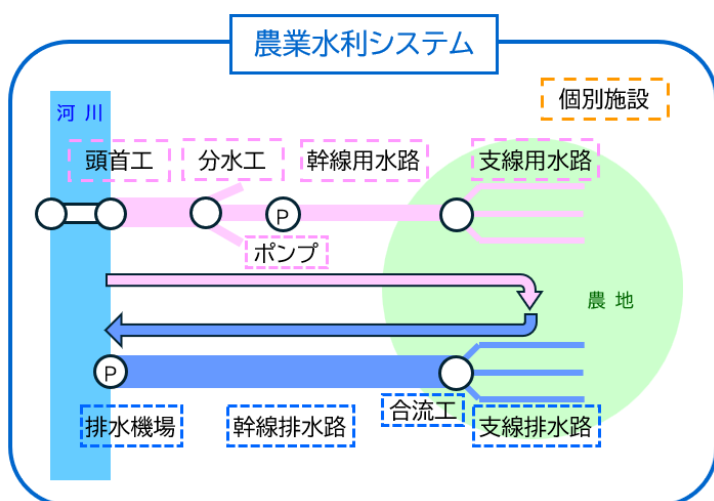 農業水利システム
河川
個別施設
頭首工
分水工
幹線用水路
支線用水路
P
ポンプ
農地
P
合流工
排水機場
幹線排水路
支線排水路